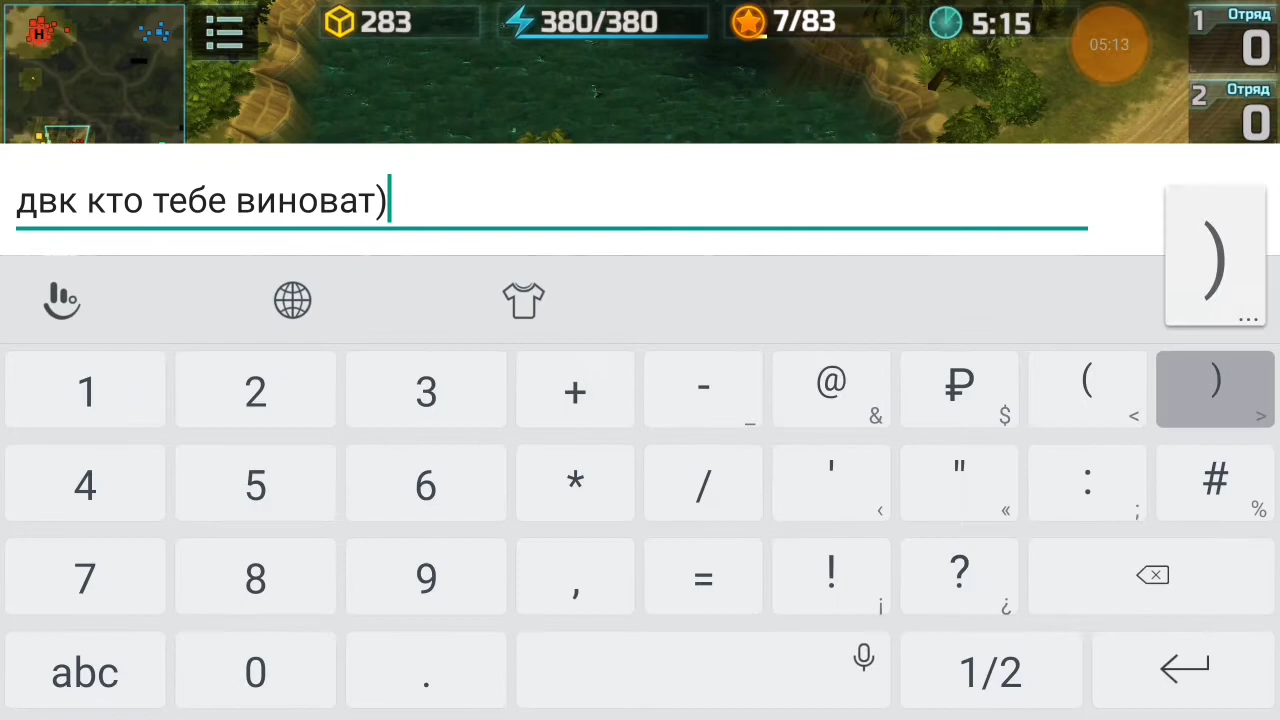 283
380/380
7/83
5:15
05:13
1 Отряд
0
2 Отряд
0
H
двк кто тебе виноват)
)
...
1 2 3 + - _ @ & ₽ $ ( < ) >
4 5 6 * / ' ‹ " « : ; # %
7 8 9 , = ! ¡ ? ¿
abc 0 . 1/2